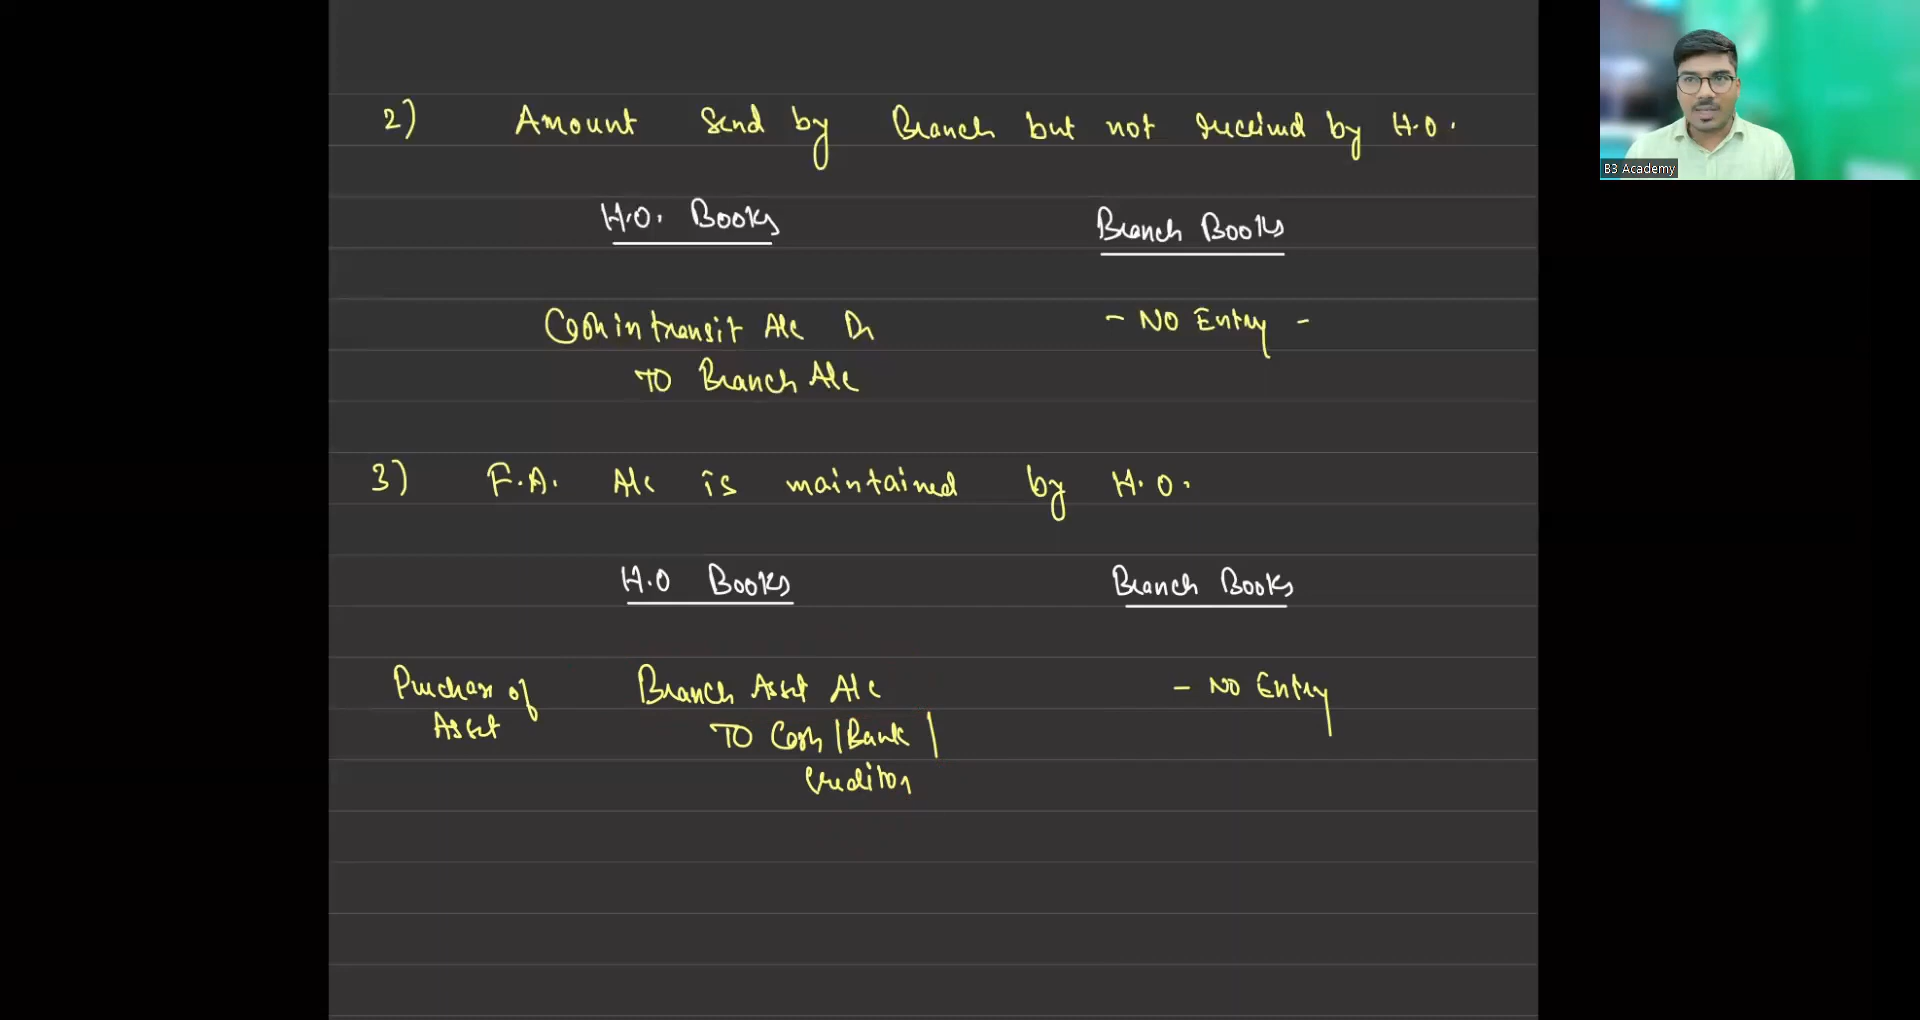 2) Amount Send by Branch but not received by H.O.
H.O. Books Branch Books
Cash in transit A/c Dr - NO Entry -
TO Branch A/c
3) F.A. A/c is maintained by H.O.
H.O Books Branch Books
Purchase of Branch Asset A/c - NO Entry
Asset TO Cash | Bank |
Creditor
B3 Academy